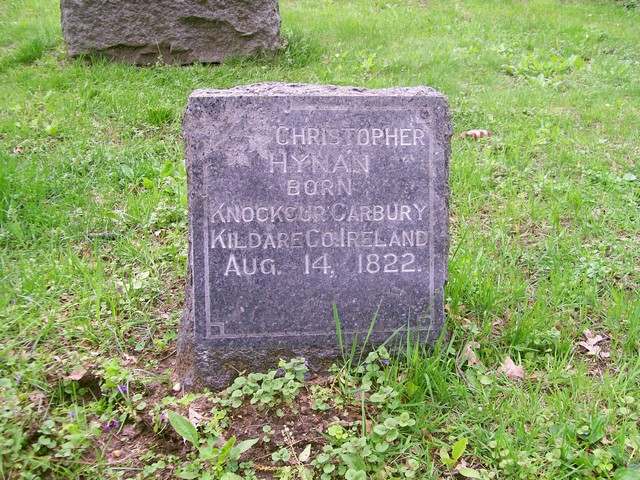 CHRISTOPHER
HYNAN
BORN
KNOCKCUR CARBURY
KILDARE CO. IRELAND
AUG. 14, 1822.